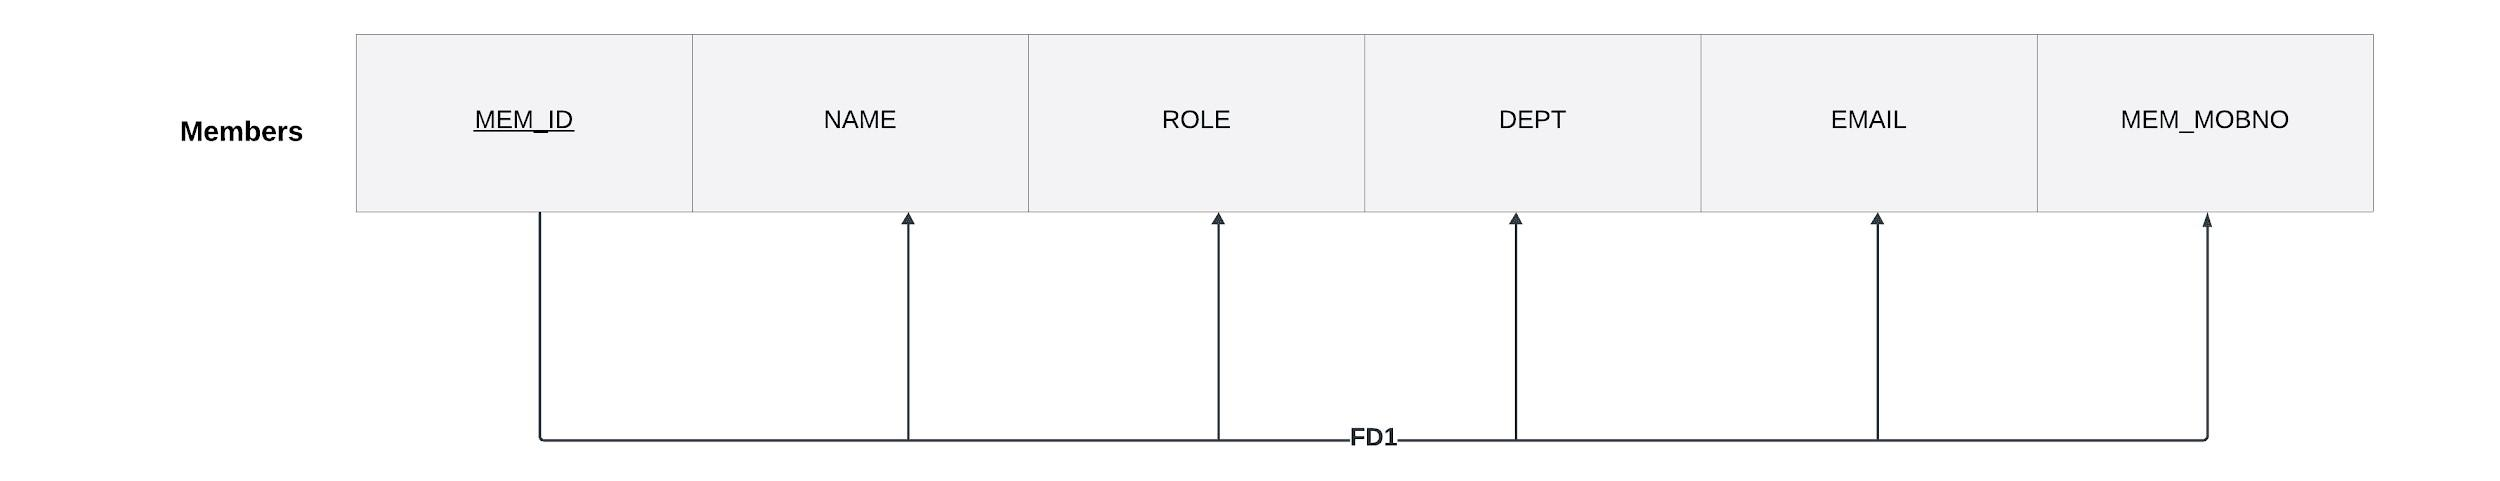 Members
MEM_ID
NAME
ROLE
DEPT
EMAIL
MEM_MOBNO
FD1